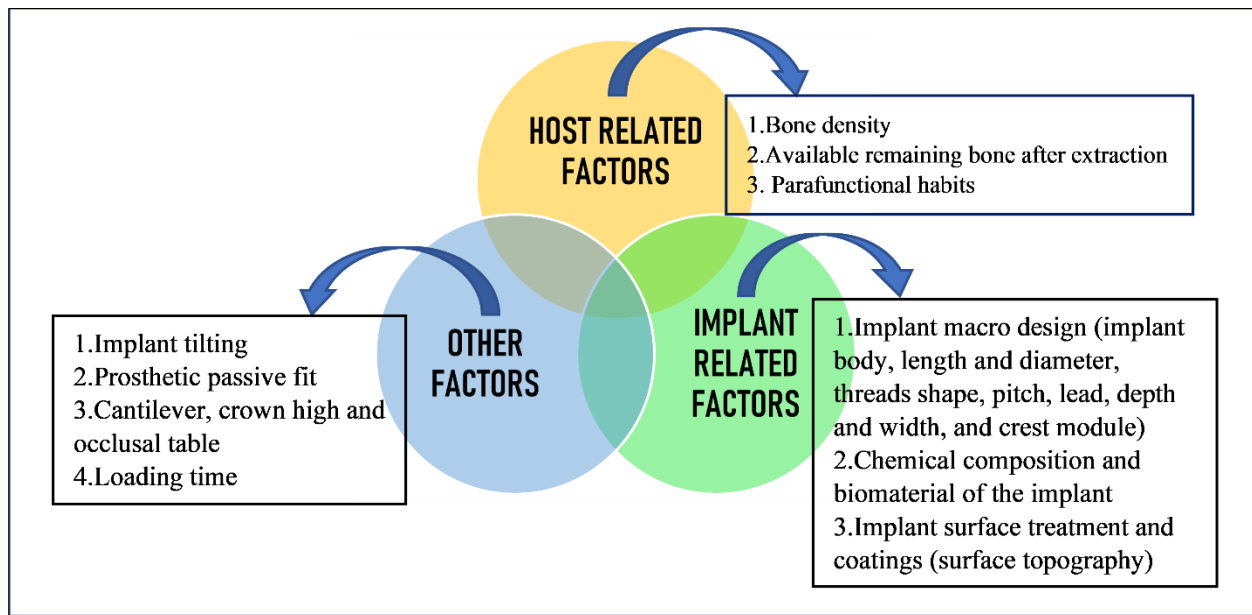 HOST RELATED
FACTORS
1.Bone density
2.Available remaining bone after extraction
3. Parafunctional habits
OTHER
FACTORS
1.Implant tilting
2.Prosthetic passive fit
3.Cantilever, crown high and
occlusal table
4.Loading time
IMPLANT
RELATED
FACTORS
1.Implant macro design (implant
body, length and diameter,
threads shape, pitch, lead, depth
and width, and crest module)
2.Chemical composition and
biomaterial of the implant
3.Implant surface treatment and
coatings (surface topography)